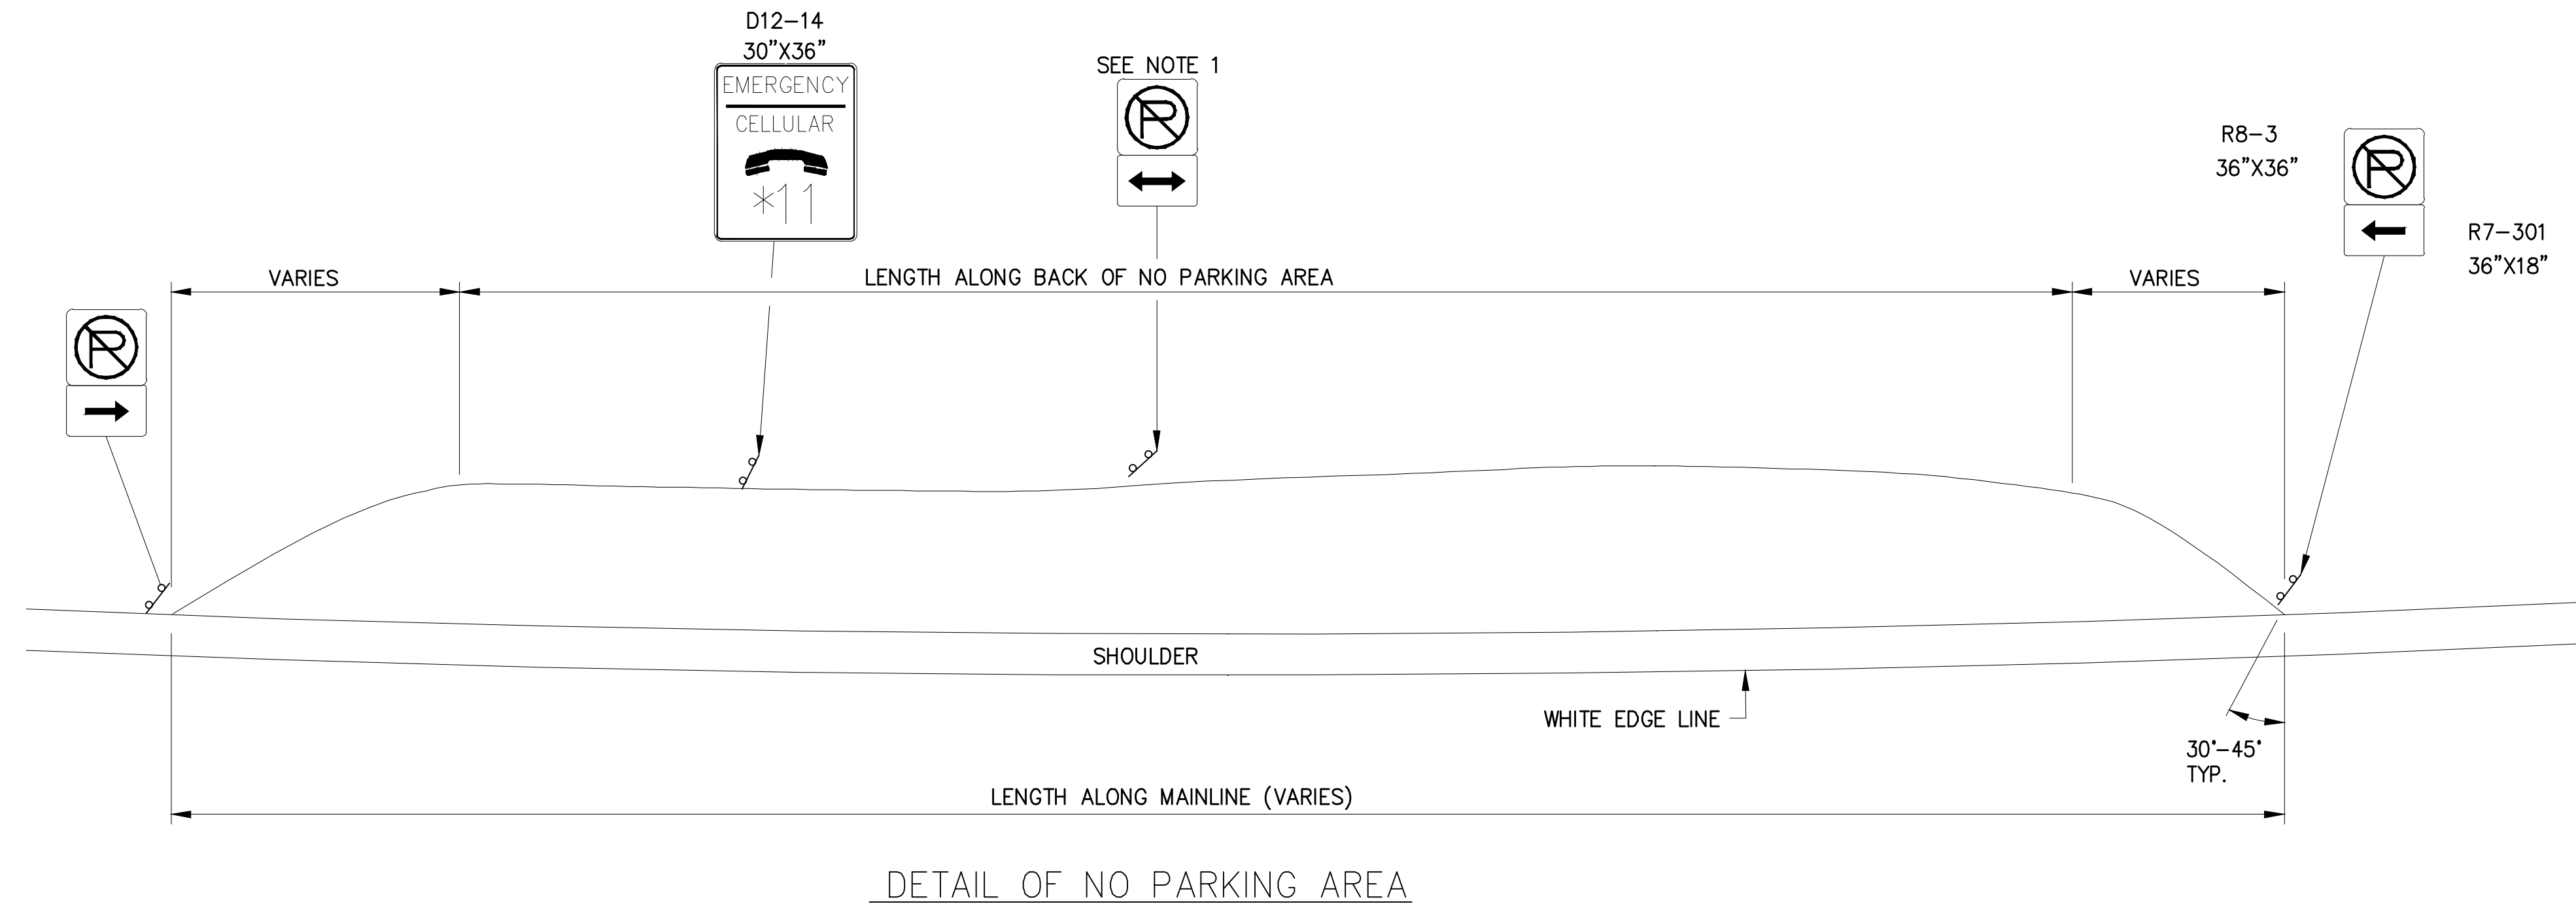 D12-14
30"X36"
EMERGENCY
CELLULAR
*11
SEE NOTE 1
R8-3
36"X36"
R7-301
36"X18"
VARIES
LENGTH ALONG BACK OF NO PARKING AREA
VARIES
SHOULDER
WHITE EDGE LINE
30°-45°
TYP.
LENGTH ALONG MAINLINE (VARIES)
DETAIL OF NO PARKING AREA